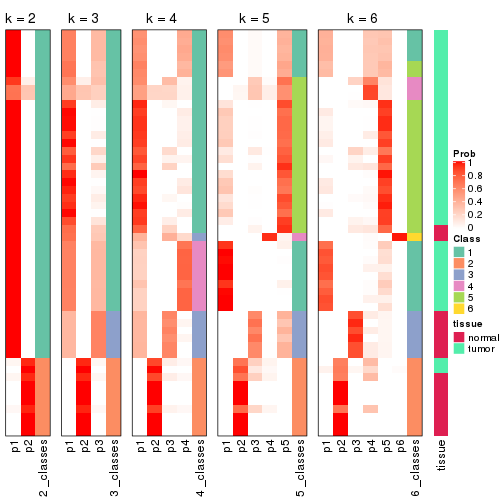 k = 2
k = 3
k = 4
k = 5
k = 6
p1
p2
2_classes
p1
p2
p3
3_classes
p1
p2
p3
p4
4_classes
p1
p2
p3
p4
p5
5_classes
p1
p2
p3
p4
p5
p6
6_classes
tissue
Prob
1
0.8
0.6
0.4
0.2
0
Class
1
2
3
4
5
6
tissue
normal
tumor